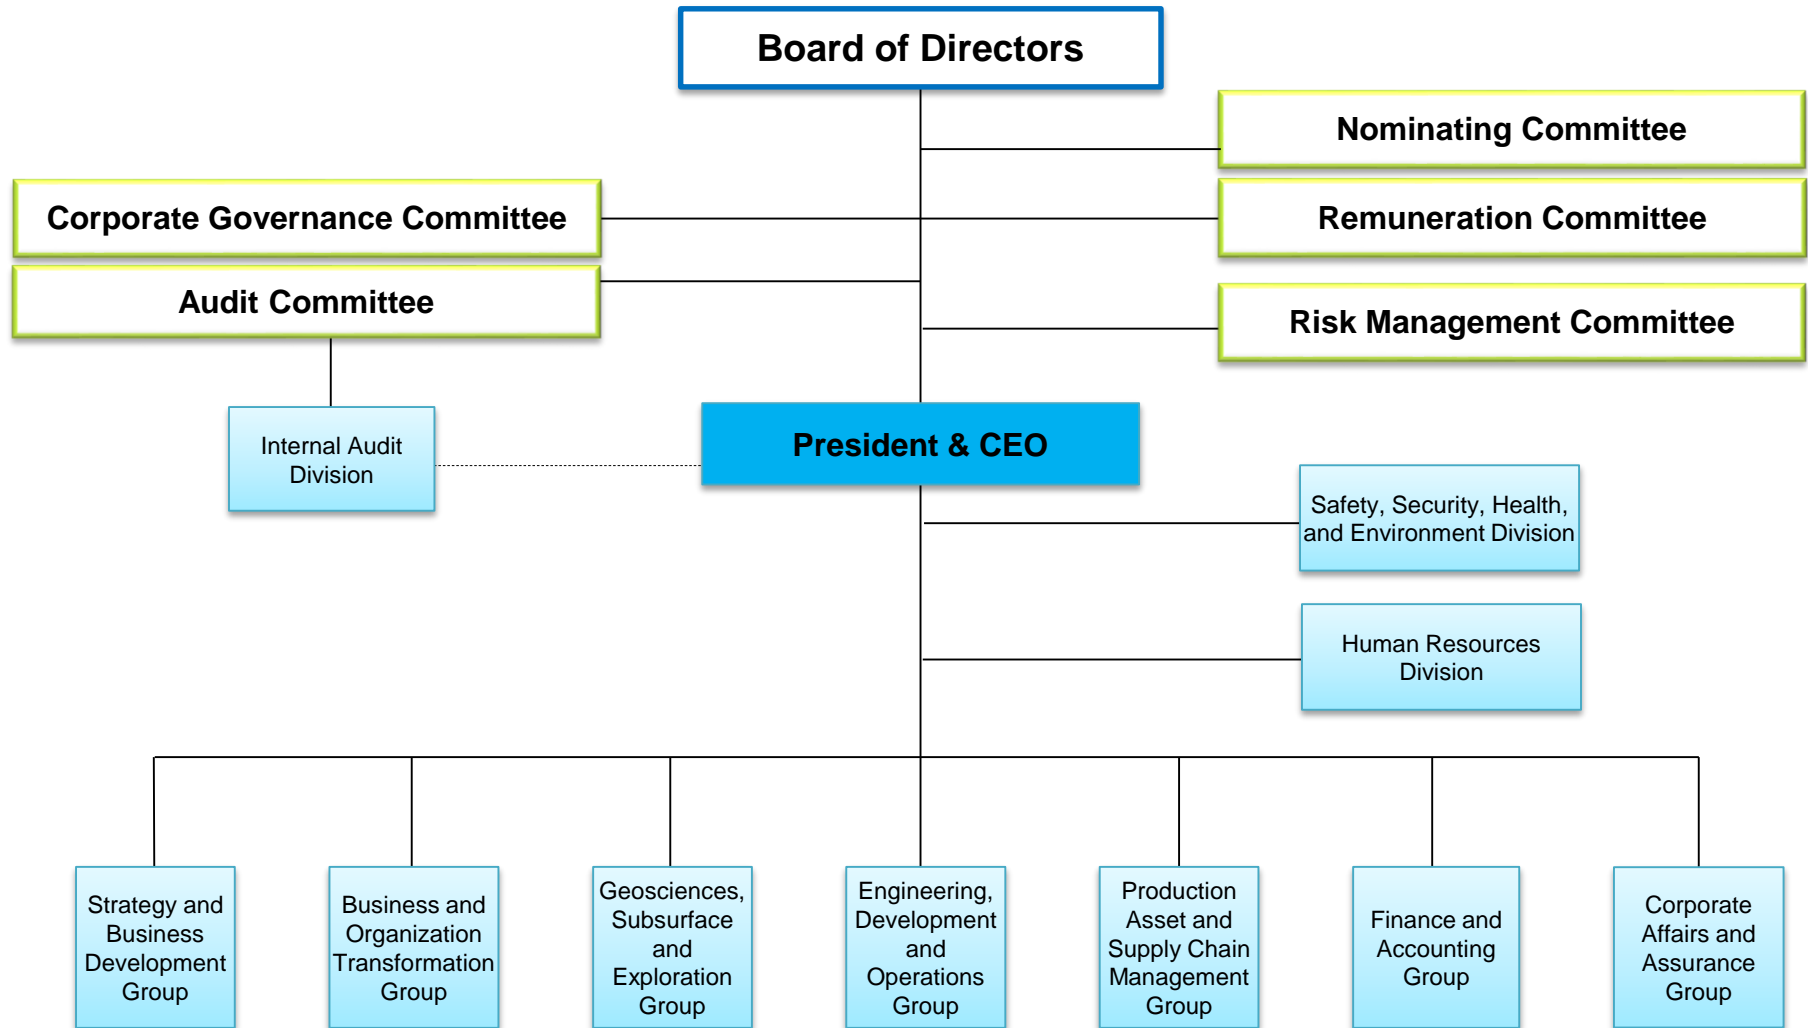 Board of Directors
Nominating Committee
Corporate Governance Committee
Remuneration Committee
Audit Committee
Risk Management Committee
Internal Audit
Division
President & CEO
Safety, Security, Health,
and Environment Division
Human Resources
Division
Strategy and
Business
Development
Group
Business and
Organization
Transformation
Group
Geosciences,
Subsurface
and
Exploration
Group
Engineering,
Development
and
Operations
Group
Production
Asset and
Supply Chain
Management
Group
Finance and
Accounting
Group
Corporate
Affairs and
Assurance
Group